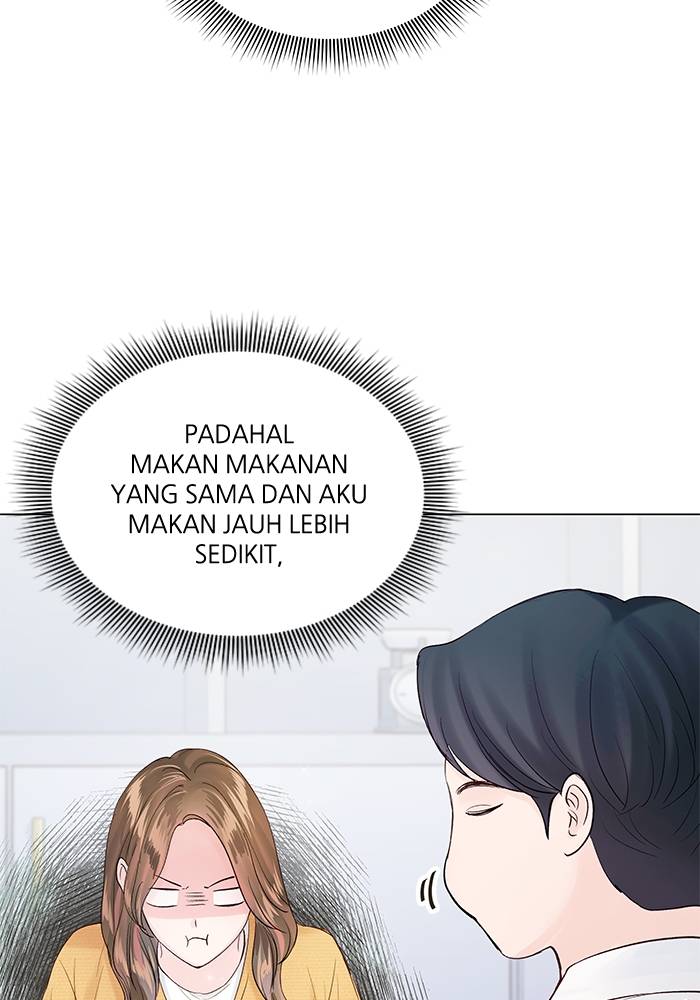 PADAHAL
MAKAN MAKANAN
YANG SAMA DAN AKU
MAKAN JAUH LEBIH
SEDIKIT,